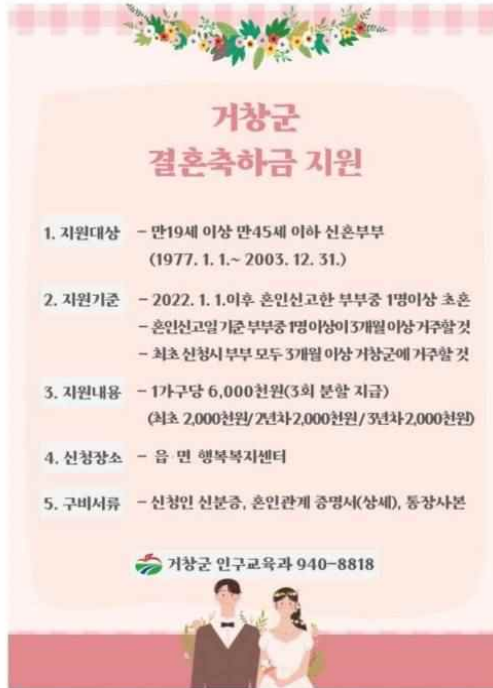 거창군
결혼축하금 지원
1. 지원대상 - 만19세 이상 만45세 이하 신혼부부
(1977. 1. 1.~ 2003. 12. 31.)
2. 지원기준 - 2022. 1. 1.이후 혼인신고한 부부중 1명이상 초혼
- 혼인신고일 기준 부부중 1명 이상이 3개월 이상 거주할 것
- 최초 신청시 부부 모두 3개월 이상 거창군에 거주할 것
3. 지원내용 - 1가구당 6,000천원(3회 분할 지급)
(최초 2,000천원/2년차 2,000천원/3년차 2,000천원)
4. 신청장소 - 읍 면 행복복지센터
5. 구비서류 - 신청인 신분증, 혼인관계 증명서(상세), 통장사본
거창군 인구교육과 940-8818